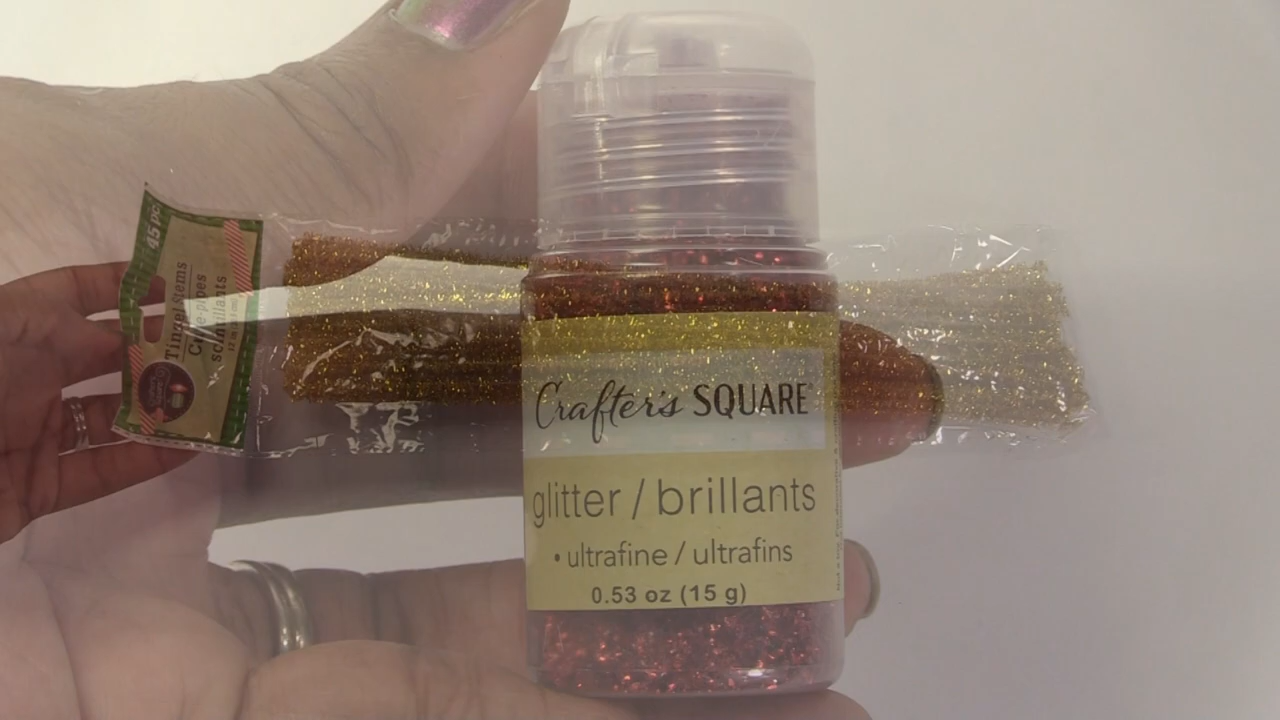 45 pc
Tinsel Stems
Cure-pipes
scintillants
Crafter's SQUARE
glitter / brillants
• ultrafine / ultrafins
0.53 oz (15 g)